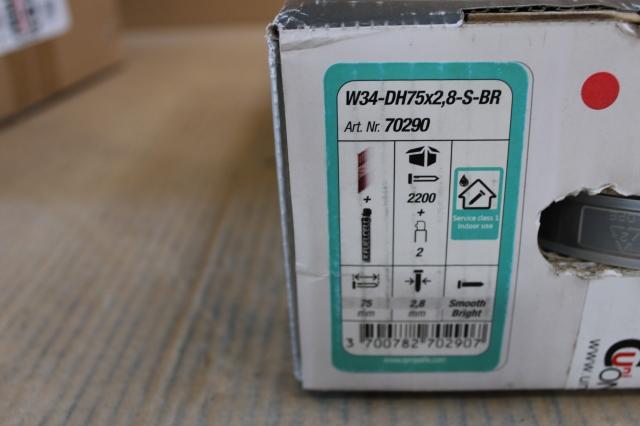 W34-DH75x2,8-S-BR
Art. Nr. 70290
+
2200
+
2
Service class 1
Indoor use
75
mm
2,8
mm
Smooth
Bright
3 700782 702907
uni